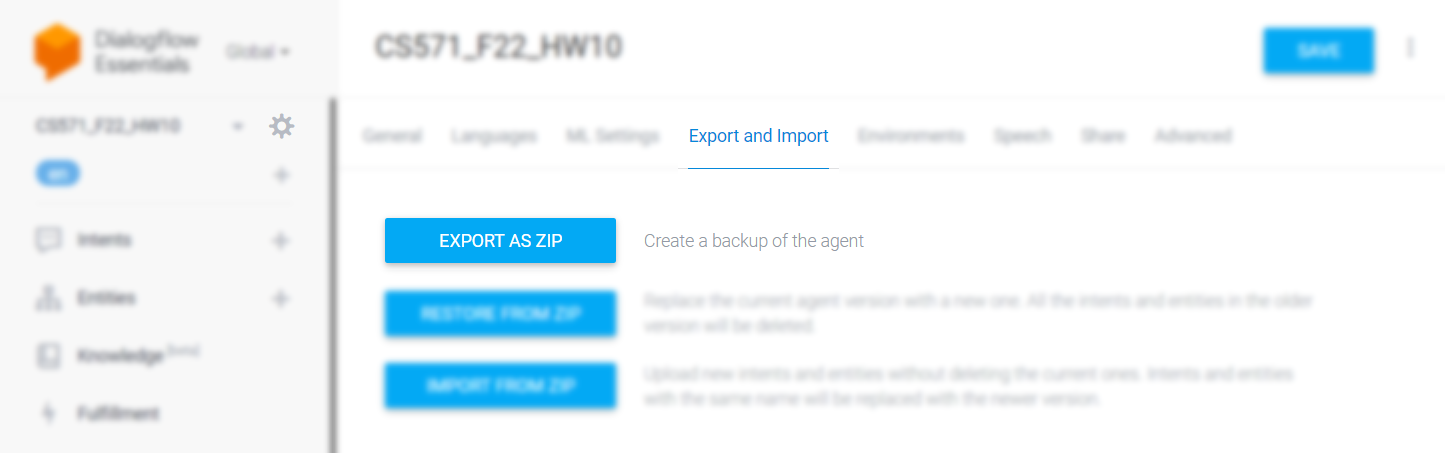 Dialogflow
Essentials
Global
CS571_F22_HW10
SAVE
CS571_F22_HW10
en
General Languages ML Settings Export and Import Environments Speech Share Advanced
Intents
Entities
Knowledge [beta]
Fulfillment
EXPORT AS ZIP Create a backup of the agent
RESTORE FROM ZIP Replace the current agent version with a new one. All the intents and entities in the older
version will be deleted.
IMPORT FROM ZIP Upload new intents and entities without deleting the current ones. Intents and entities
with the same name will be replaced with the newer version.